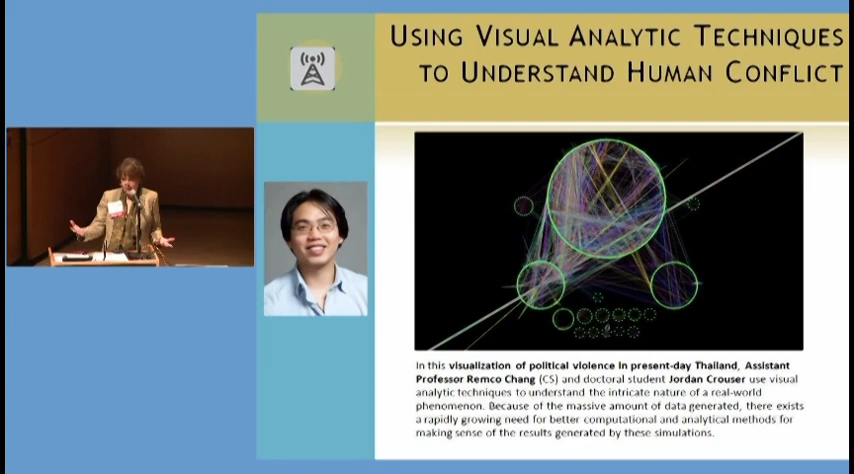 USING VISUAL ANALYTIC TECHNIQUES
TO UNDERSTAND HUMAN CONFLICT
In this visualization of political violence in present-day Thailand, Assistant
Professor Remco Chang (CS) and doctoral student Jordan Crouser use visual
analytic techniques to understand the intricate nature of a real-world
phenomenon. Because of the massive amount of data generated, there exists
a rapidly growing need for better computational and analytical methods for
making sense of the results generated by these simulations.